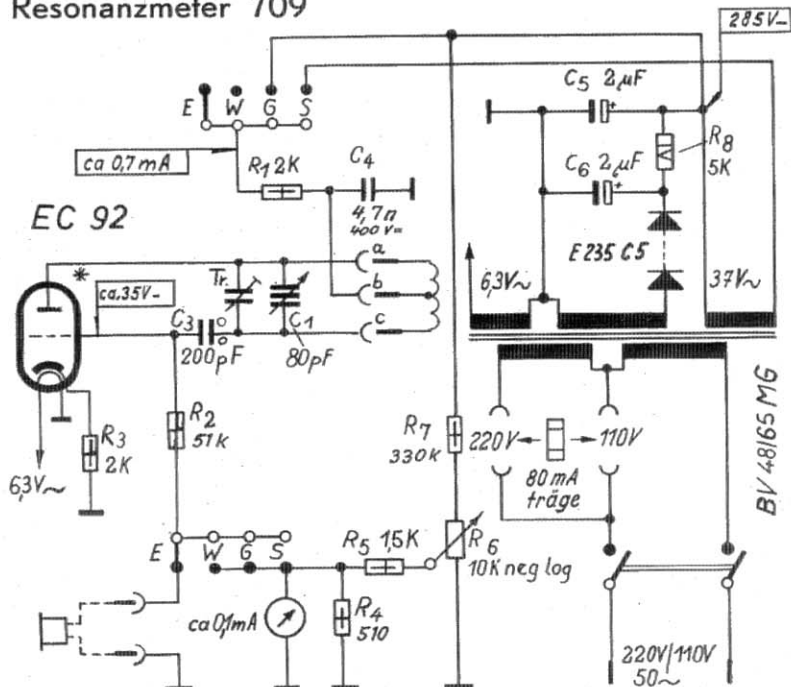 Resonanzmeter 709
285V–
E W G S
C5 2µF
R8
5K
ca 0,7 mA
R1 2K
C4
4,7n
400 V=
C6 2µF
EC 92
E 235 C 5
*
ca.35V–
Tr.
a
b
c
6,3V~
37V~
C3
200pF
C1
80pF
R2
51K
R3
2K
6,3V~
R7
330K
220V
110V
80mA
träge
BV 48/65 MG
E W G S
R5 1,5K
R6
10K neg log
ca 0,1mA
R4
510
220V/110V
50~